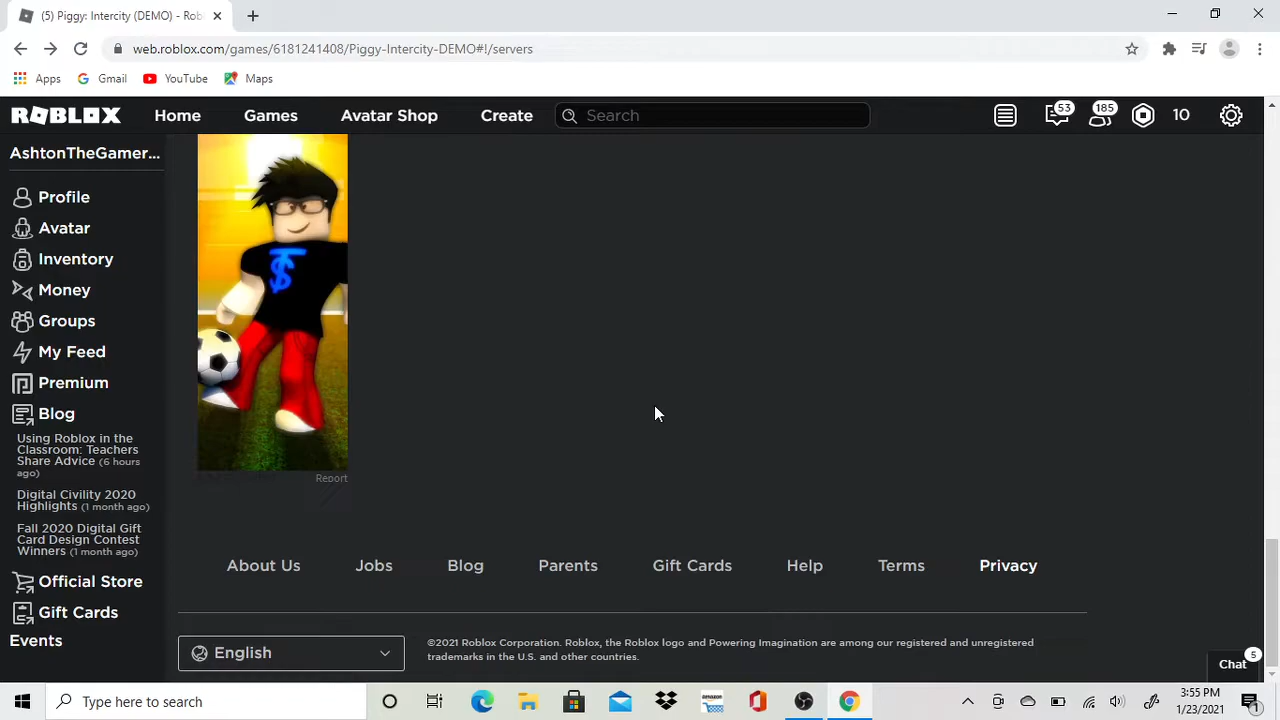 (5) Piggy: Intercity (DEMO) - Rob
web.roblox.com/games/6181241408/Piggy-Intercity-DEMO#!/servers
Apps Gmail YouTube Maps
ROBLOX Home Games Avatar Shop Create Search 53 185 10
AshtonTheGamer...
Profile
Avatar
Inventory
Money
Groups
My Feed
Premium
Blog
Using Roblox in the
Classroom: Teachers
Share Advice (6 hours
ago)
Digital Civility 2020
Highlights (1 month ago)
Fall 2020 Digital Gift
Card Design Contest
Winners (1 month ago)
Official Store
Gift Cards
Events
Report
About Us Jobs Blog Parents Gift Cards Help Terms Privacy
English
©2021 Roblox Corporation. Roblox, the Roblox logo and Powering Imagination are among our registered and unregistered
trademarks in the U.S. and other countries.
Chat 5
Type here to search
3:55 PM
1/23/2021
1